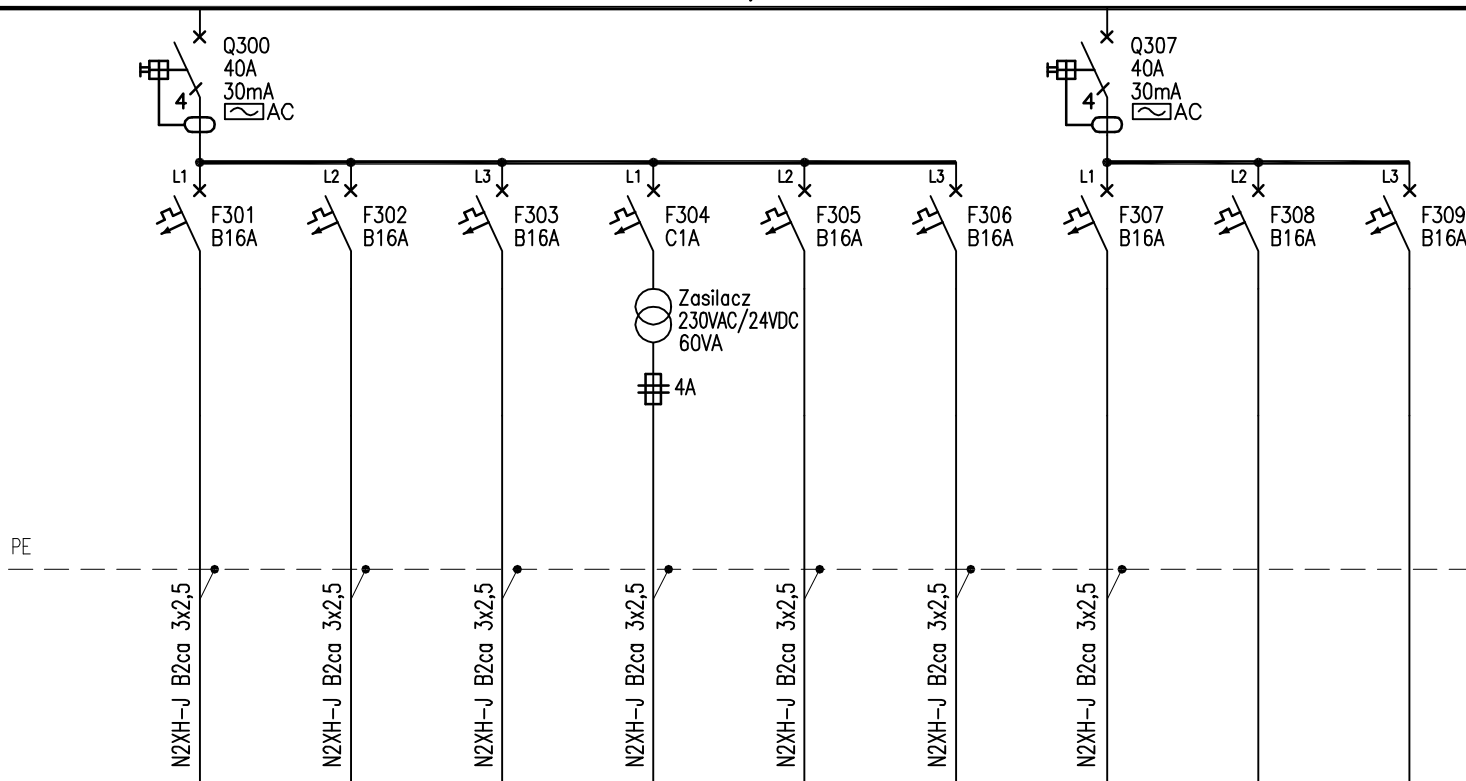 Q300
40A
30mA
AC
4
Q307
40A
30mA
AC
4
L1
L2
L3
L1
L2
L3
L1
L2
L3
F301
B16A
F302
B16A
F303
B16A
F304
C1A
F305
B16A
F306
B16A
F307
B16A
F308
B16A
F309
B16A
Zasilacz
230VAC/24VDC
60VA
4A
PE
N2XH-J B2ca 3x2,5
N2XH-J B2ca 3x2,5
N2XH-J B2ca 3x2,5
N2XH-J B2ca 3x2,5
N2XH-J B2ca 3x2,5
N2XH-J B2ca 3x2,5
N2XH-J B2ca 3x2,5